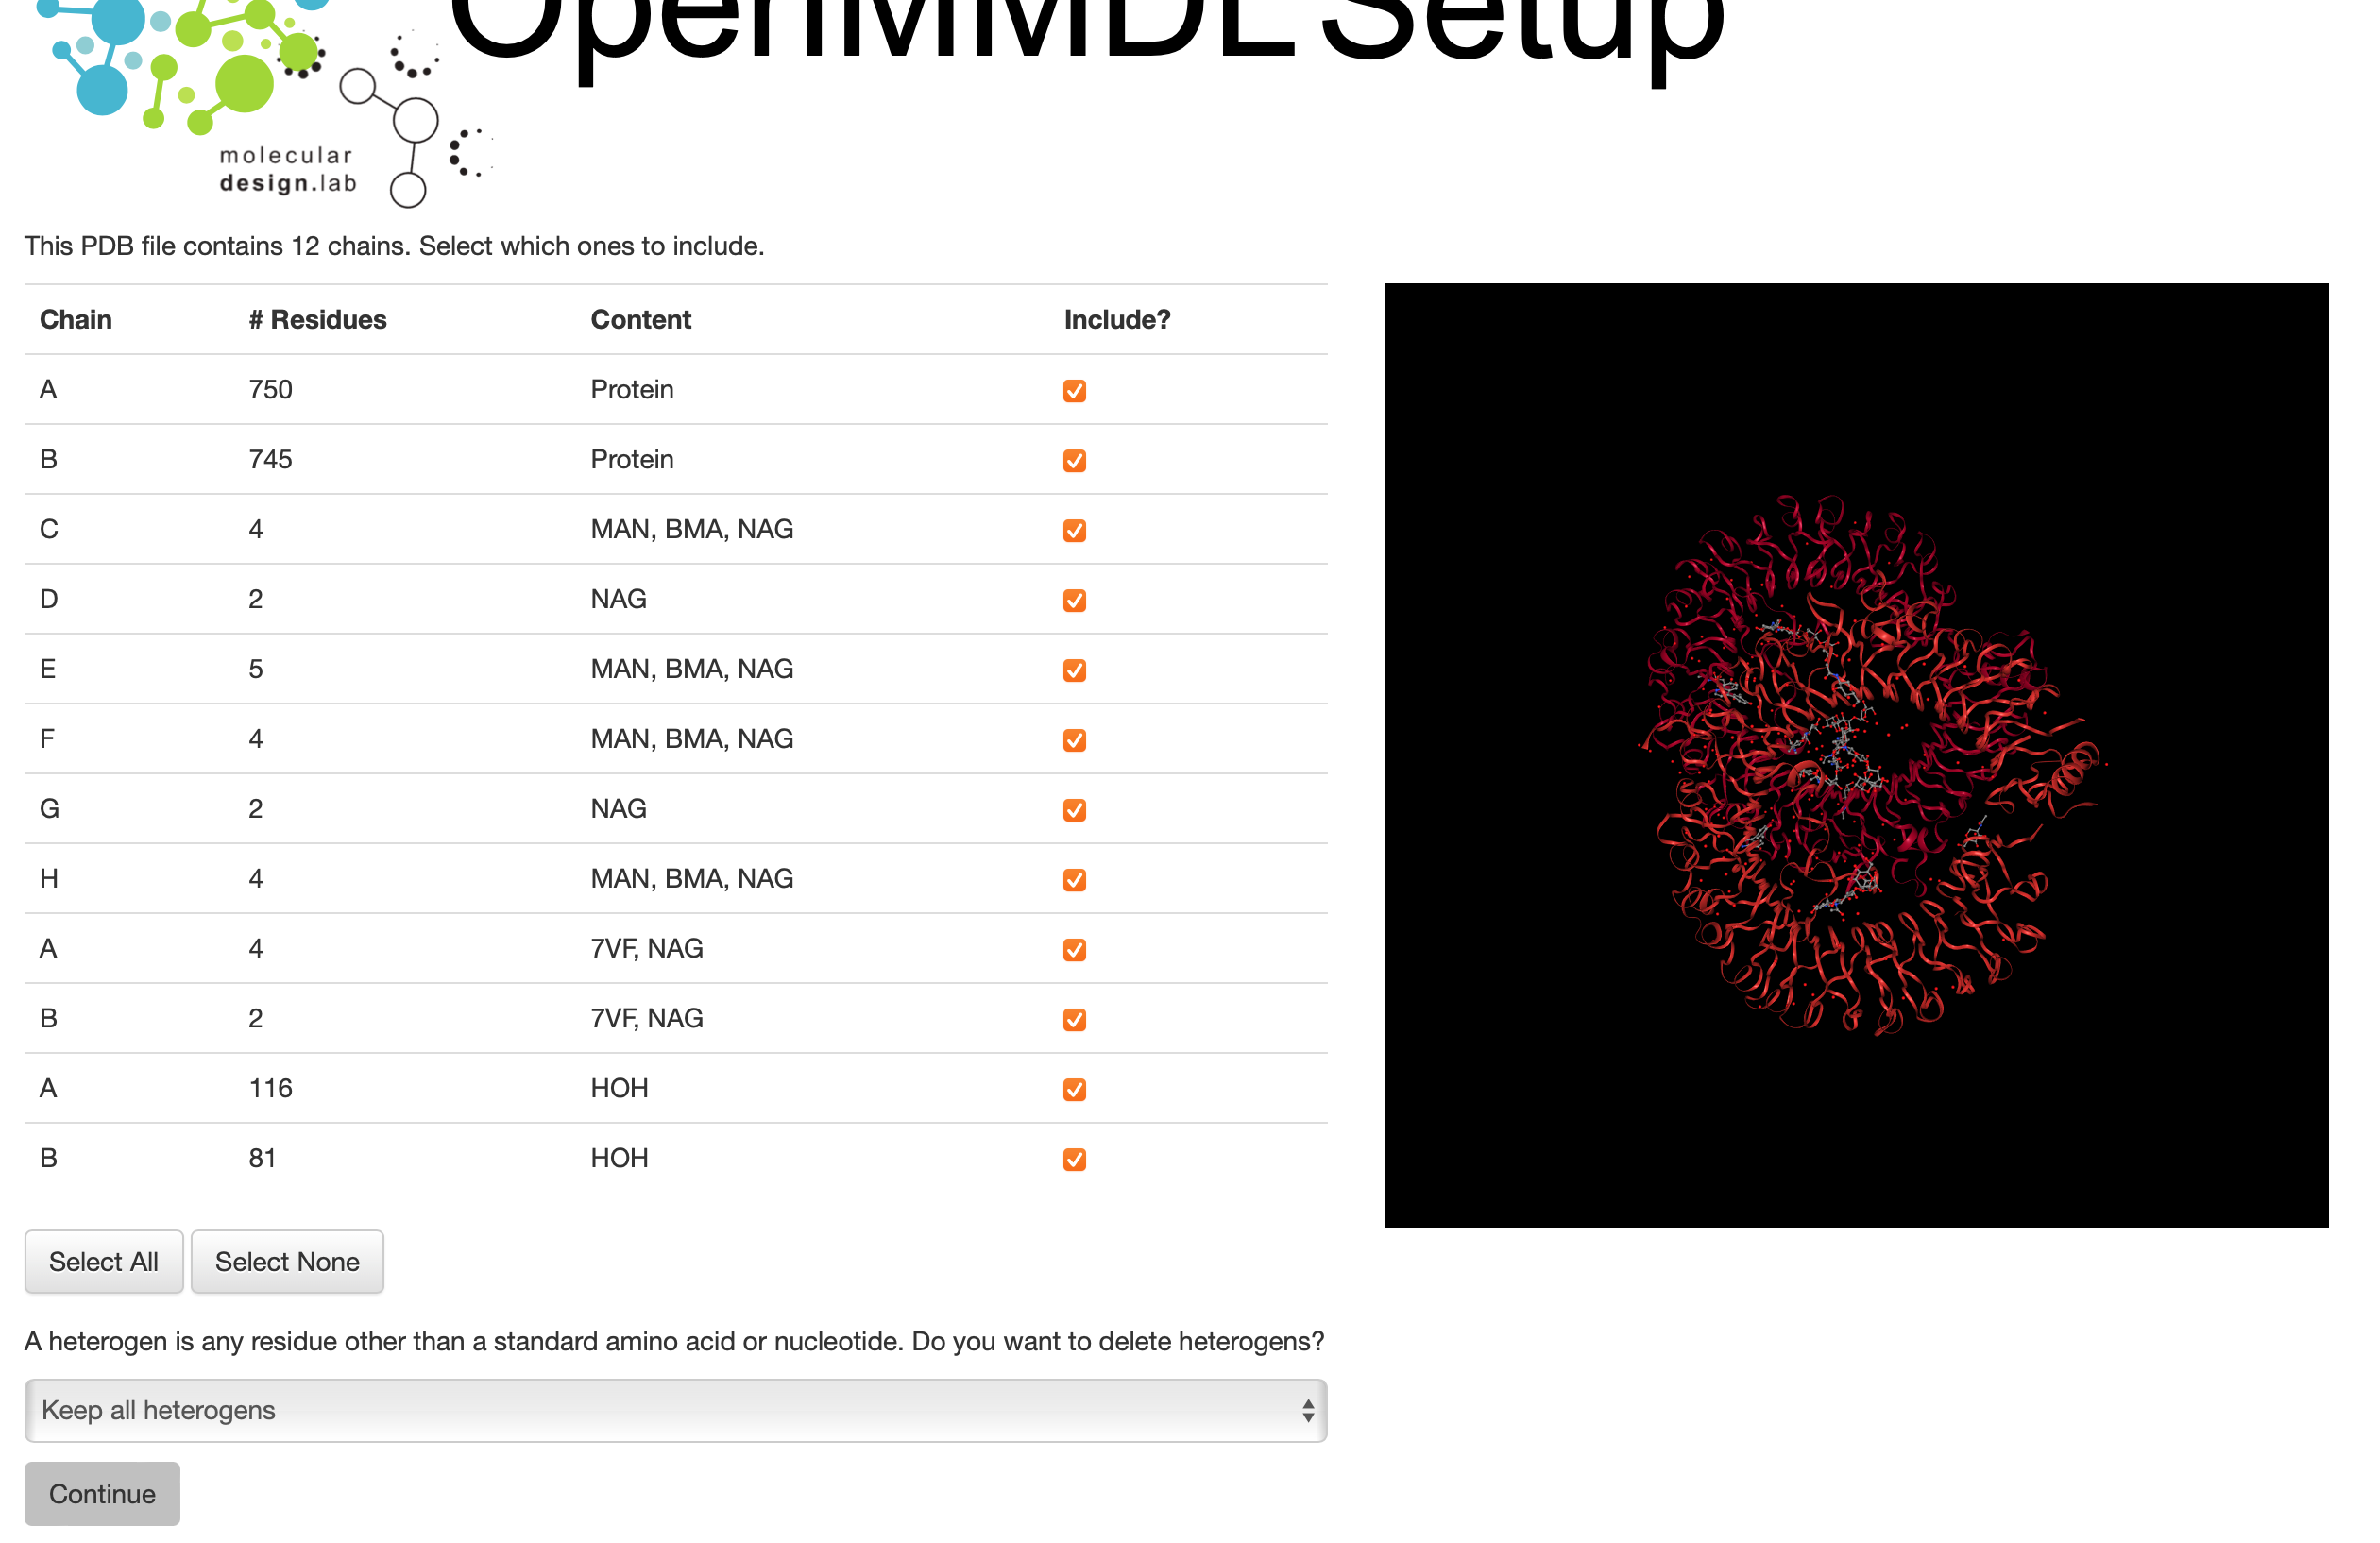 OpenMMDL Setup
molecular
design.lab
This PDB file contains 12 chains. Select which ones to include.
Chain # Residues Content Include?
A 750 Protein
B 745 Protein
C 4 MAN, BMA, NAG
D 2 NAG
E 5 MAN, BMA, NAG
F 4 MAN, BMA, NAG
G 2 NAG
H 4 MAN, BMA, NAG
A 4 7VF, NAG
B 2 7VF, NAG
A 116 HOH
B 81 HOH
Select All Select None
A heterogen is any residue other than a standard amino acid or nucleotide. Do you want to delete heterogens?
Keep all heterogens
Continue